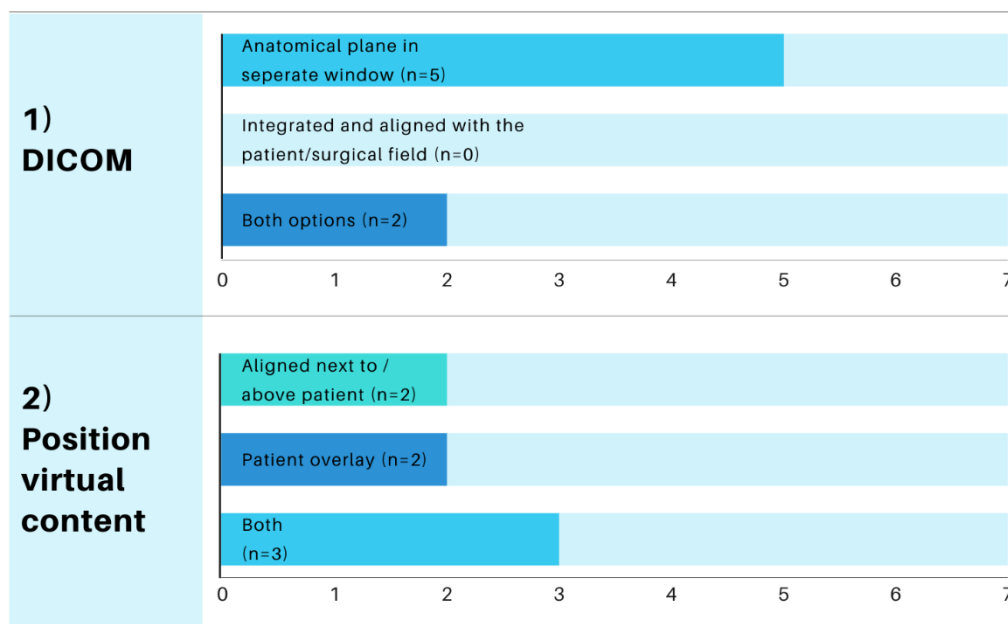 1)
DICOM
Anatomical plane in
seperate window (n=5)
Integrated and aligned with the
patient/surgical field (n=0)
Both options (n=2)
0 1 2 3 4 5 6 7
2)
Position
virtual
content
Aligned next to /
above patient (n=2)
Patient overlay (n=2)
Both
(n=3)
0 1 2 3 4 5 6 7